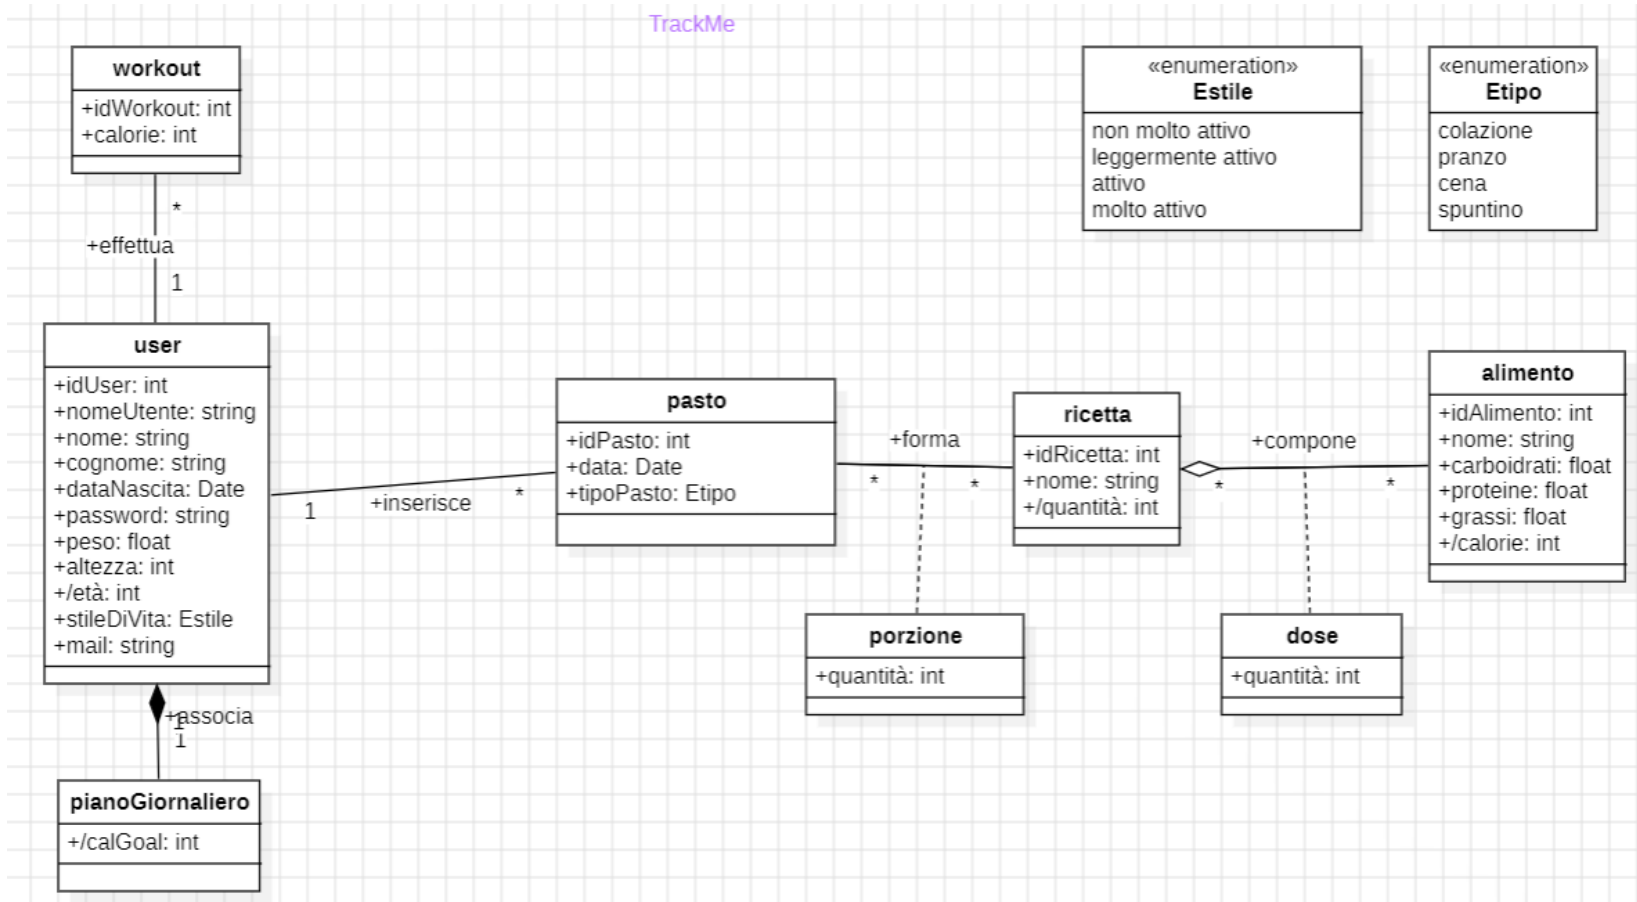 TrackMe
workout
+idWorkout: int
+calorie: int
«enumeration»
Estile
non molto attivo
leggermente attivo
attivo
molto attivo
«enumeration»
Etipo
colazione
pranzo
cena
spuntino
*
+effettua
1
user
+idUser: int
+nomeUtente: string
+nome: string
+cognome: string
+dataNascita: Date
+password: string
+peso: float
+altezza: int
+/età: int
+stileDiVita: Estile
+mail: string
1
+inserisce
*
pasto
+idPasto: int
+data: Date
+tipoPasto: Etipo
+forma
*
*
ricetta
+idRicetta: int
+nome: string
+/quantità: int
+compone
*
*
alimento
+idAlimento: int
+nome: string
+carboidrati: float
+proteine: float
+grassi: float
+/calorie: int
porzione
+quantità: int
dose
+quantità: int
+associa
1
1
pianoGiornaliero
+/calGoal: int